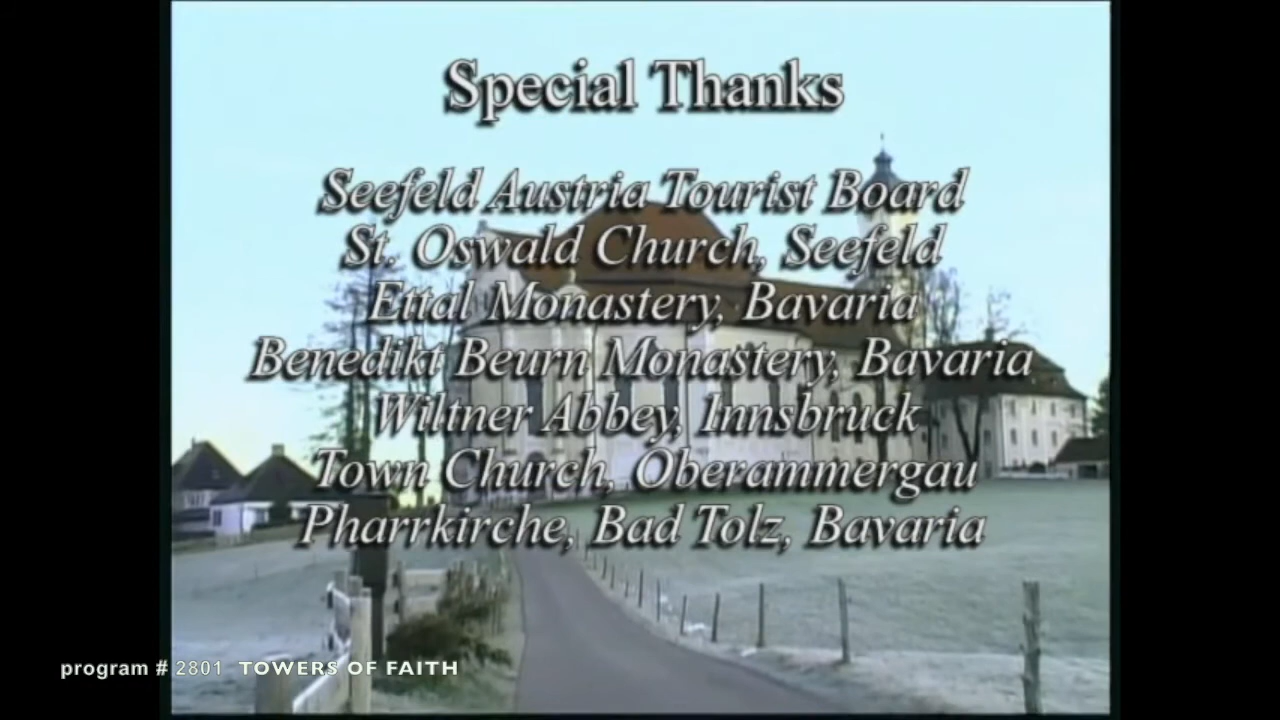 Special Thanks
Seefeld Austria Tourist Board
St. Oswald Church, Seefeld
Ettal Monastery, Bavaria
Benedikt Beurn Monastery, Bavaria
Wiltner Abbey, Innsbruck
Town Church, Oberammergau
Pharrkirche, Bad Tolz, Bavaria
program # 2801 TOWERS OF FAITH